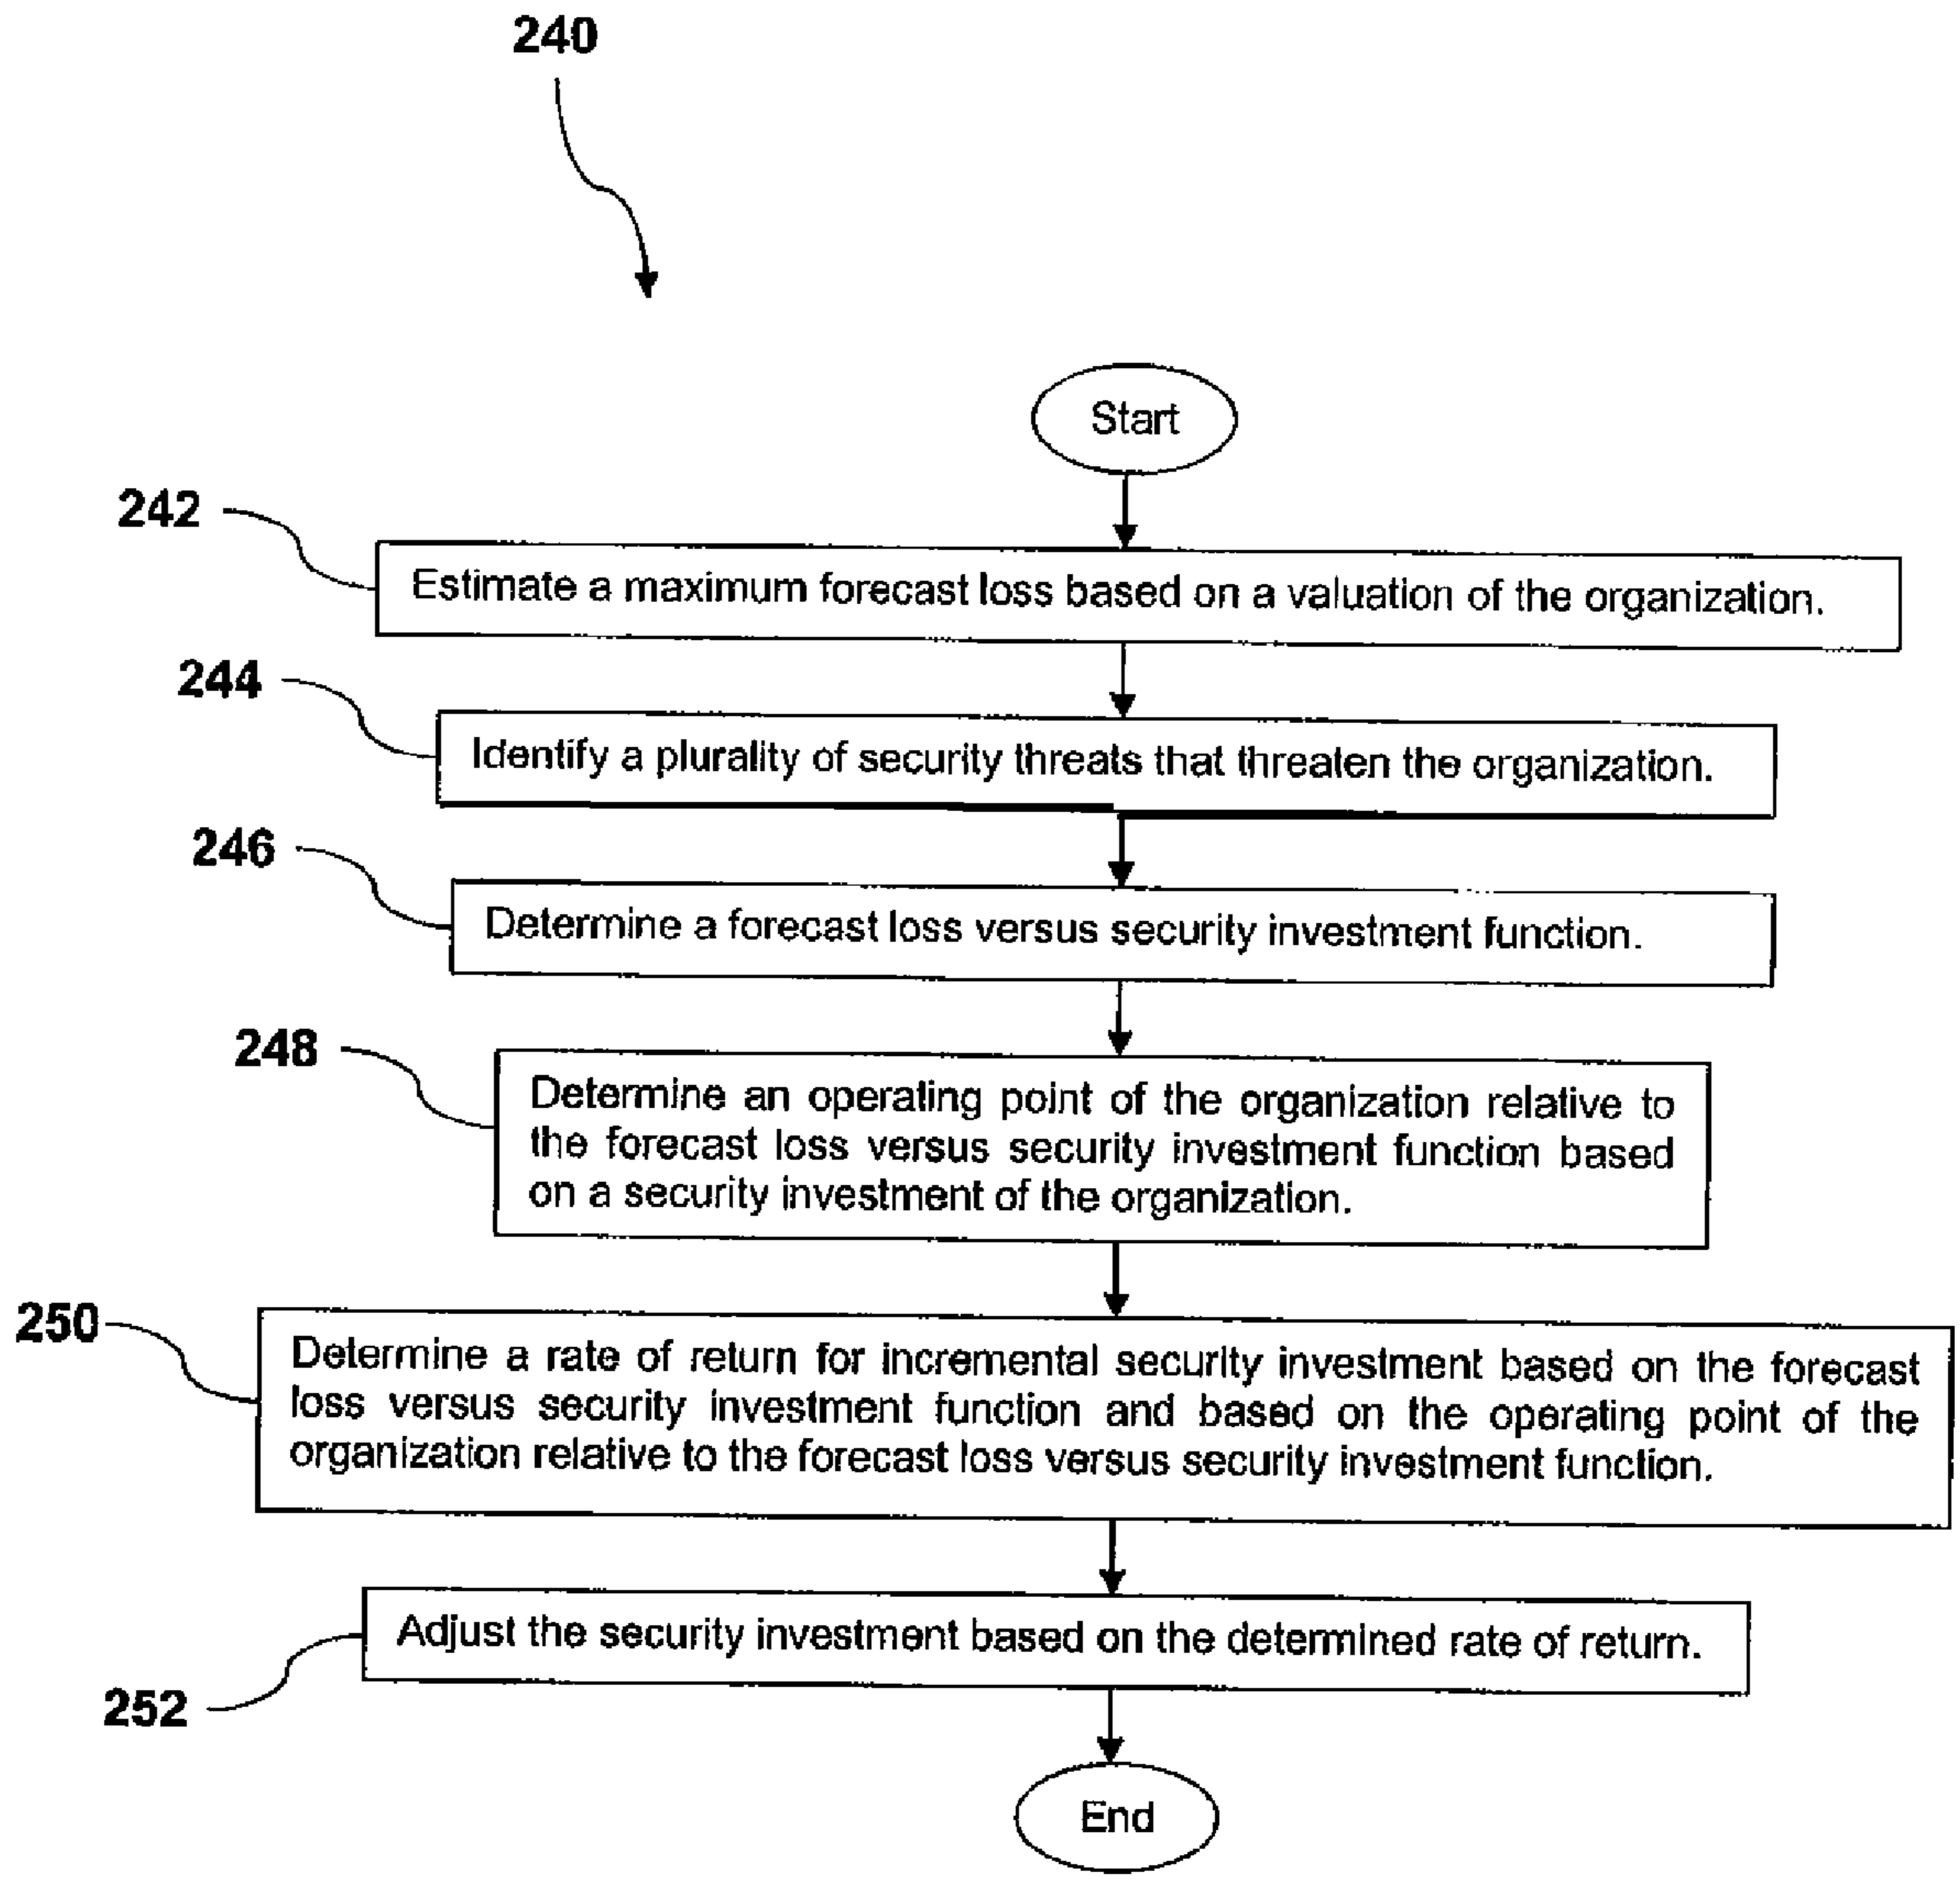 240
Start
242
Estimate a maximum forecast loss based on a valuation of the organization.
244
Identify a plurality of security threats that threaten the organization.
246
Determine a forecast loss versus security investment function.
248
Determine an operating point of the organization relative to
the forecast loss versus security investment function based
on a security investment of the organization.
250
Determine a rate of return for incremental security investment based on the forecast
loss versus security investment function and based on the operating point of the
organization relative to the forecast loss versus security investment function.
Adjust the security investment based on the determined rate of return.
252
End